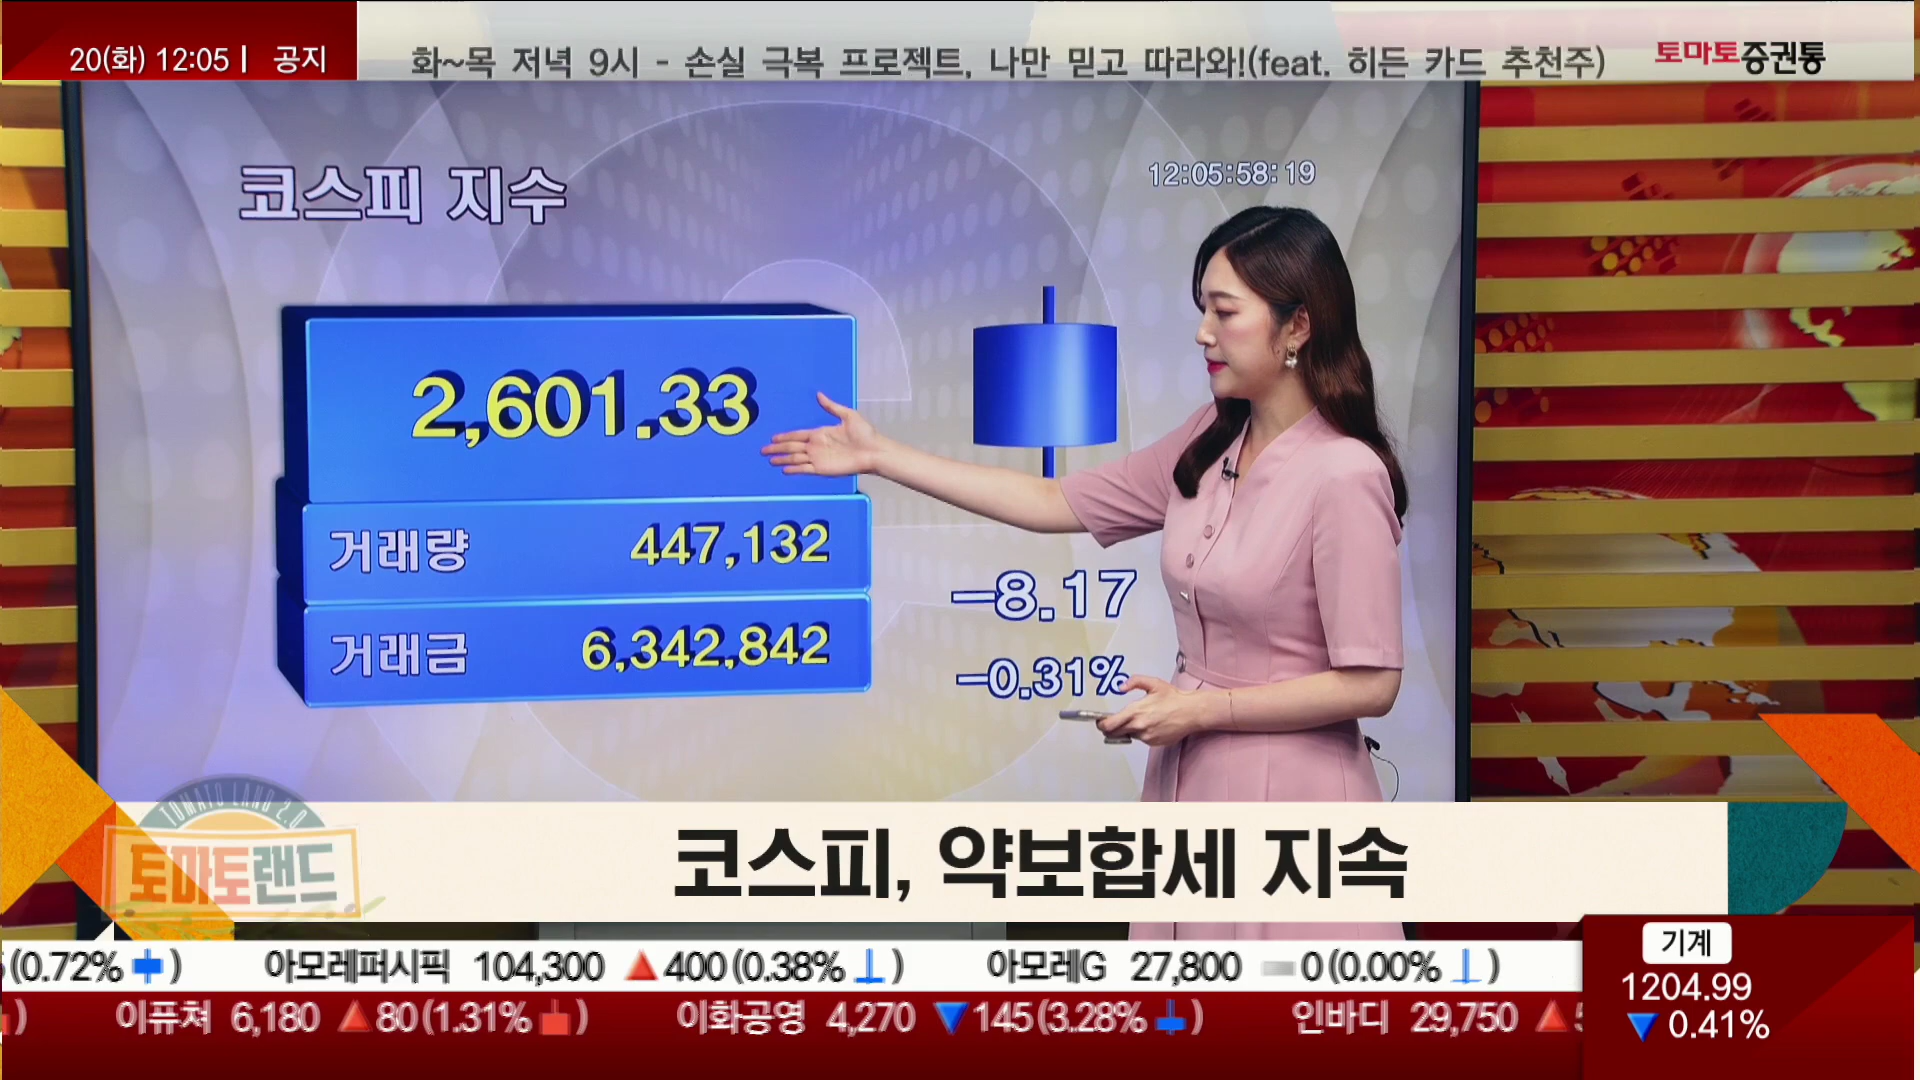 20(화) 12:05 | 공지
화~목 저녁 9시 - 손실 극복 프로젝트, 나만 믿고 따라와!(feat. 히든 카드 추천주)
토마토증권통
코스피 지수
12:05:58:19
2,601.33
거래량 447,132
거래금 6,342,842
-8.17
-0.31%
TOMATO LAND 2.0
토마토랜드
코스피, 약보합세 지속
(0.72% ) 아모레퍼시픽 104,300 ▲400(0.38% ) 아모레G 27,800 0(0.00% )
) 이퓨쳐 6,180 ▲80(1.31% ) 이화공영 4,270 ▼145(3.28% ) 인바디 29,750 ▲
기계
1204.99
▼ 0.41%